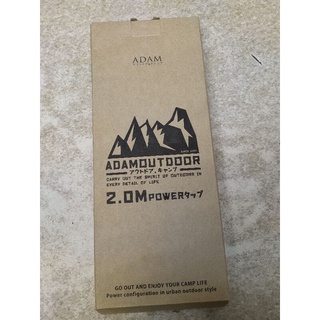 ADAM
ADAMOUTDOOR
アウトドア,キャンプ
CARRY OUT THE SPIRIT OF OUTDOOR IN
EVERY DETAIL OF LIFE
2.0M POWERタップ
GO OUT AND ENJOY YOUR CAMP LIFE
Power configuration in urban outdoor style